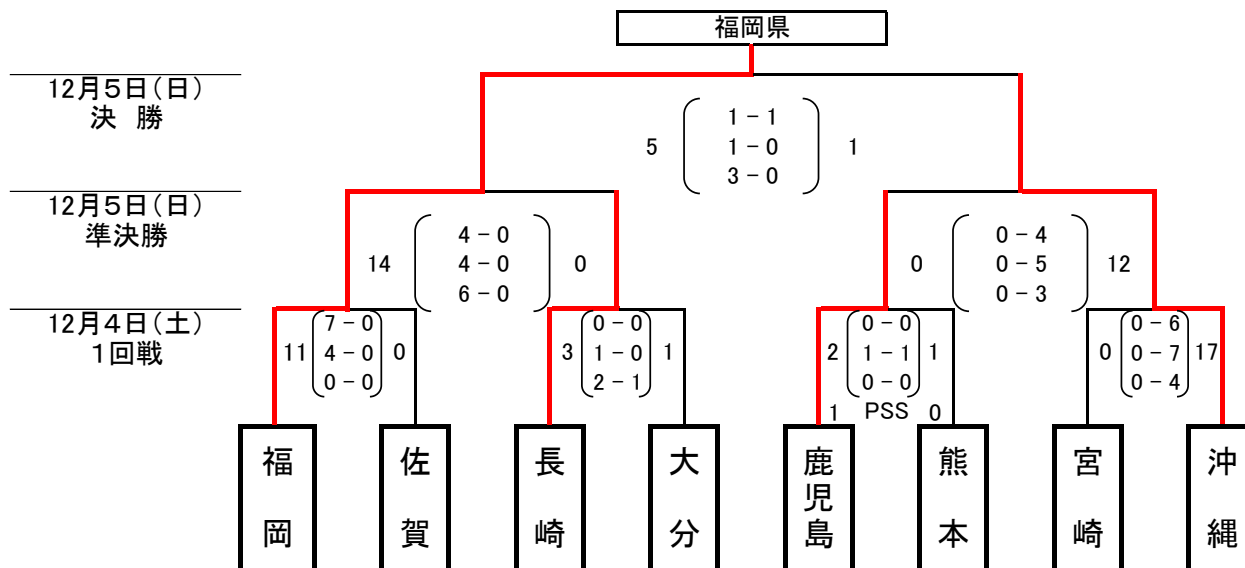 福岡県
12月5日(日)
決 勝
1 - 1
5 1 - 0 1
3 - 0
12月5日(日)
準決勝
4 - 0 0 - 4
14 4 - 0 0 0 0 - 5 12
6 - 0 0 - 3
12月4日(土)
1回戦
7 - 0 0 - 0 0 - 0 0 - 6
11 4 - 0 0 3 1 - 0 1 2 1 - 1 1 0 0 - 7 17
0 - 0 2 - 1 0 - 0 0 - 4
1 PSS 0
福岡 佐賀 長崎 大分 鹿児島 熊本 宮崎 沖縄